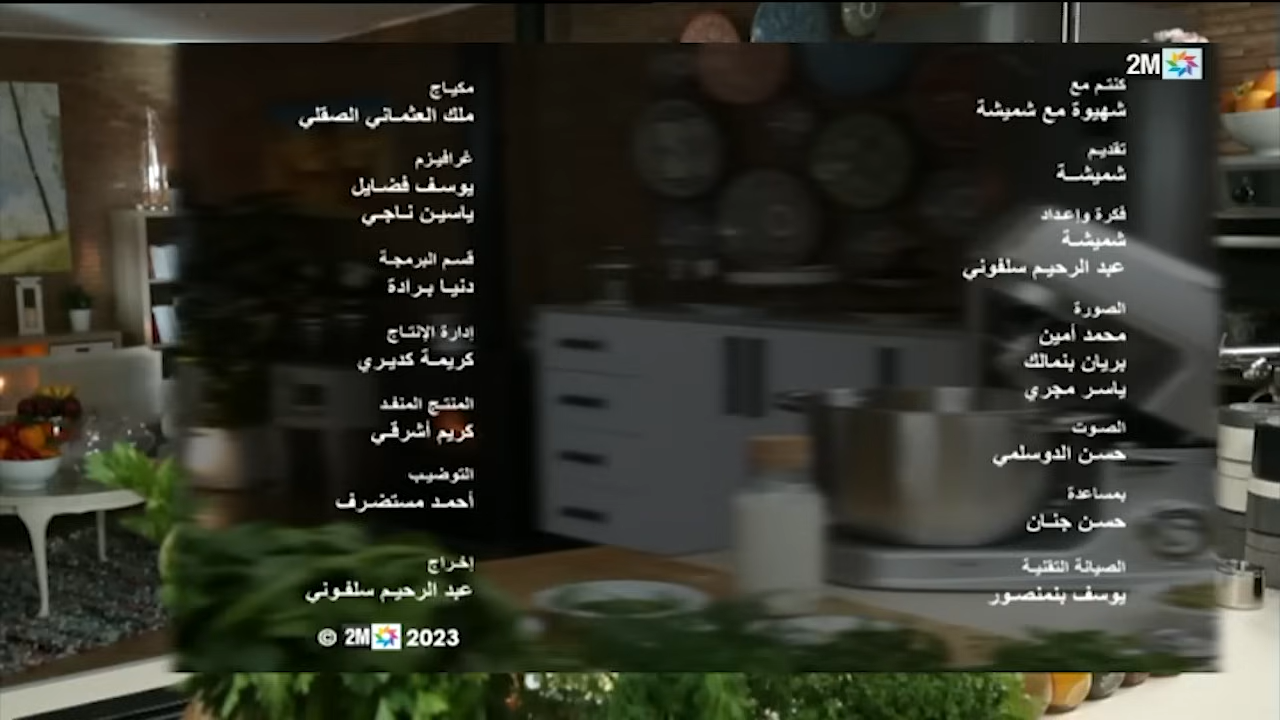 2M
كنتم مع
شهيوة مع شميشة
تقديم
شميشة
فكرة وإعداد
شميشة
عبد الرحيم سلفوني
الصورة
محمد أمين
بريان بنمالك
ياسر مجري
الصوت
حسن الدوسلمي
بمساعدة
حسن جنان
الصيانة التقنية
يوسف بنمنصور
مكياج
ملك العثماني الصقلي
غرافيزم
يوسف فضايل
ياسين ناجي
قسم البرمجة
دنيا برادة
إدارة الإنتاج
كريمة كديري
المنتج المنفد
كريم أشرقي
التوضيب
أحمد مستضرف
إخراج
عبد الرحيم سلفوني
© 2M 2023